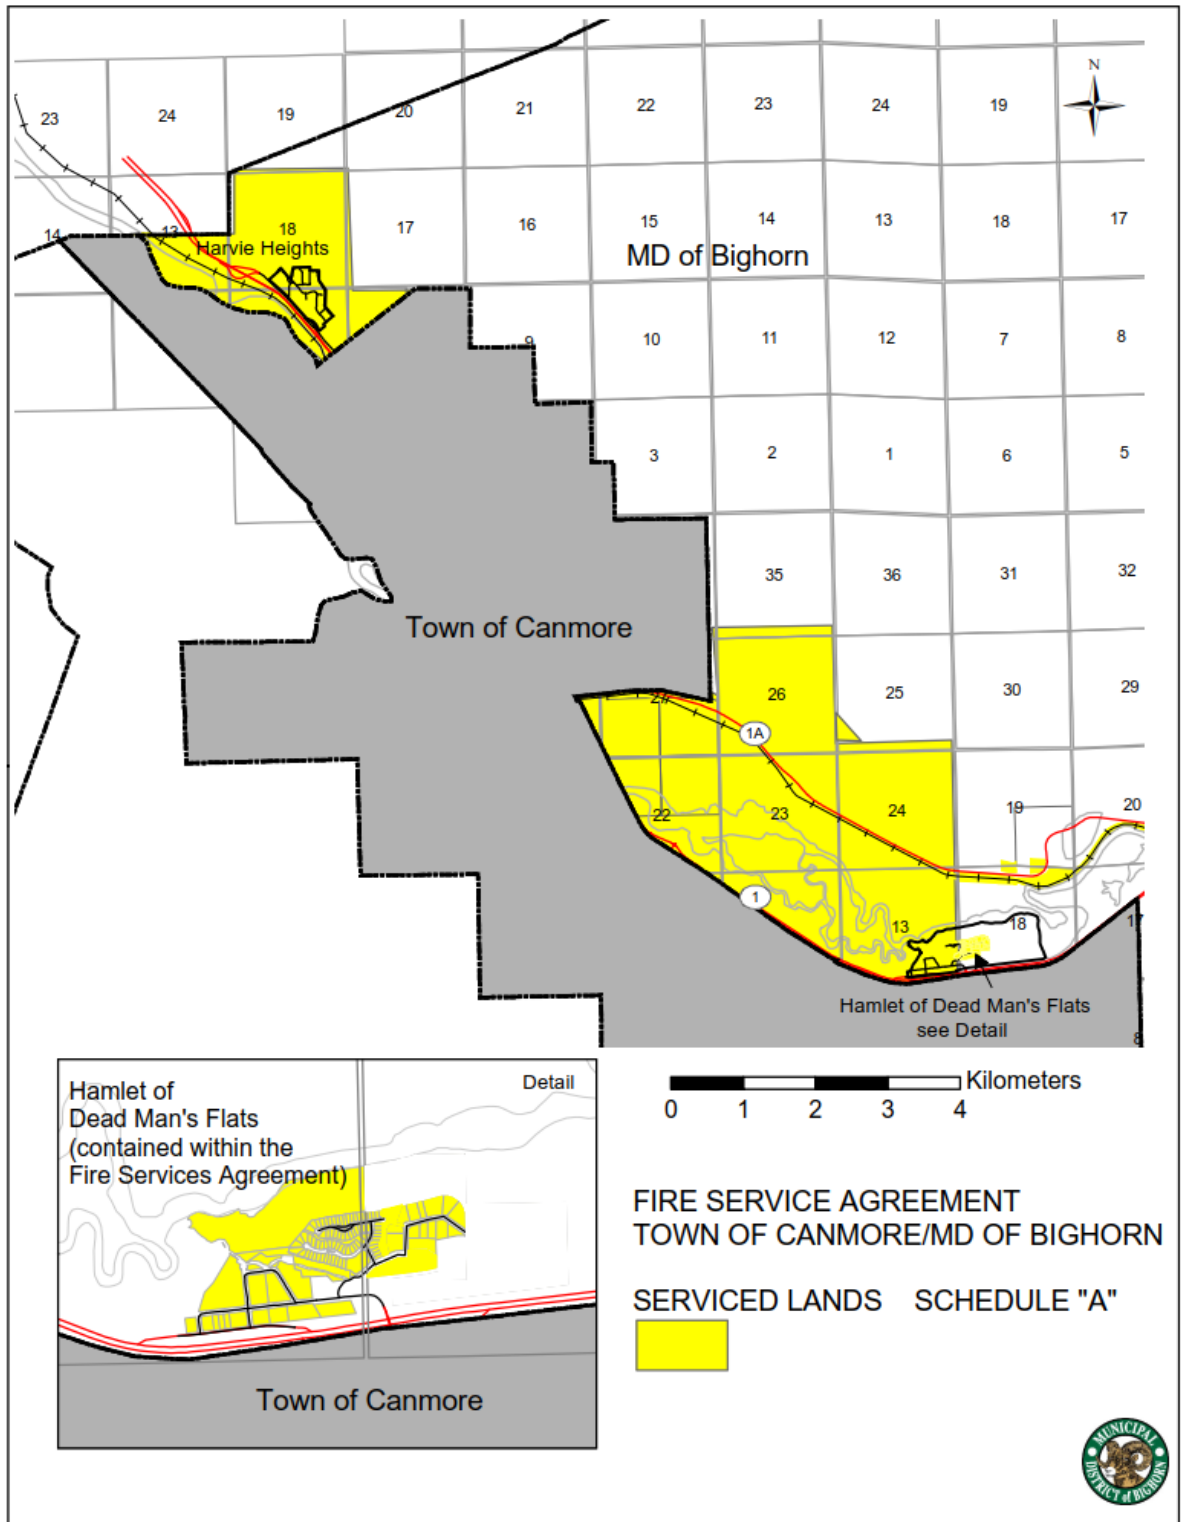 N
23 24 19 20 21 22 23 24 19
14 13 18 17 16 15 14 13 18 17
Harvie Heights
MD of Bighorn
9 10 11 12 7 8
3 2 1 6 5
35 36 31 32
Town of Canmore
27 26 25 30 29
1A
22 23 24 19 20
1
13 18 17
Hamlet of Dead Man's Flats
see Detail
8
Hamlet of
Dead Man's Flats
(contained within the
Fire Services Agreement)
Detail
Town of Canmore
Kilometers
0 1 2 3 4
FIRE SERVICE AGREEMENT
TOWN OF CANMORE/MD OF BIGHORN
SERVICED LANDS SCHEDULE "A"
MUNICIPAL
DISTRICT of BIGHORN